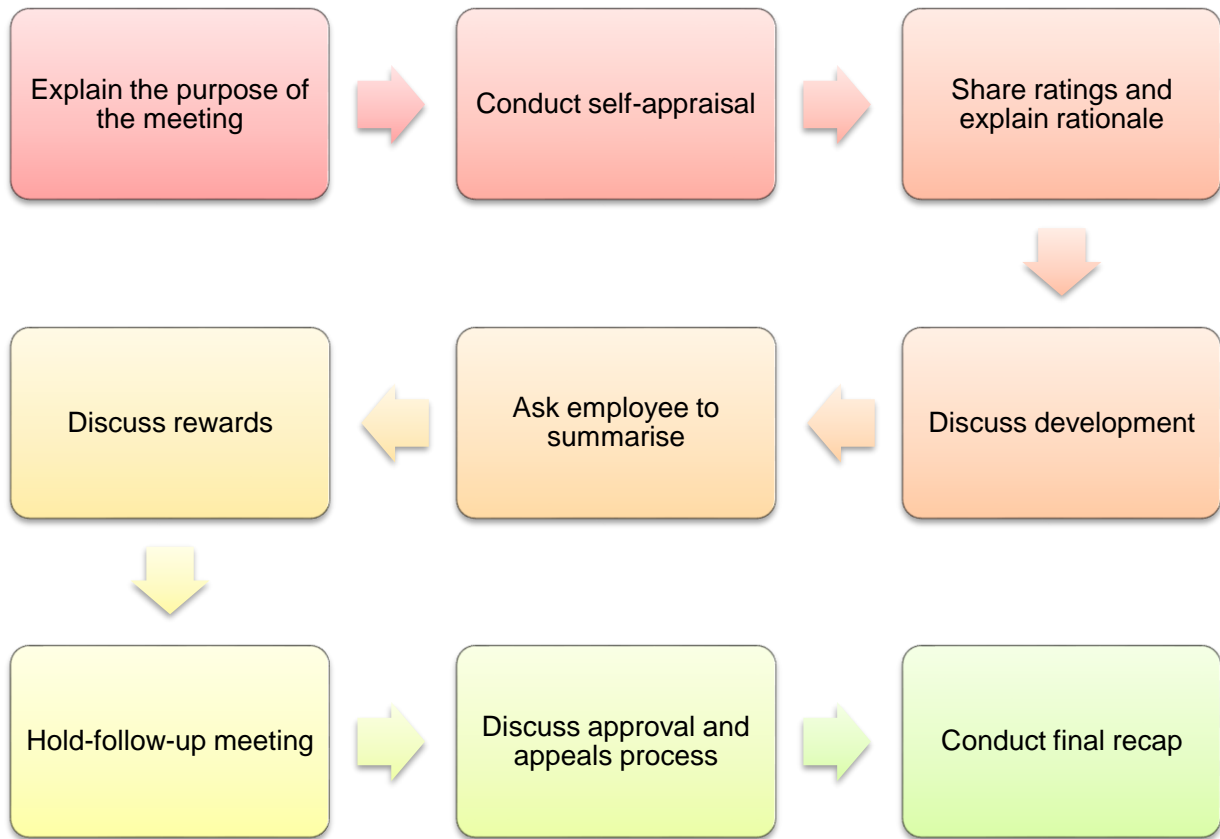 Explain the purpose of
the meeting
Conduct self-appraisal
Share ratings and
explain rationale
Discuss development
Ask employee to
summarise
Discuss rewards
Hold-follow-up meeting
Discuss approval and
appeals process
Conduct final recap